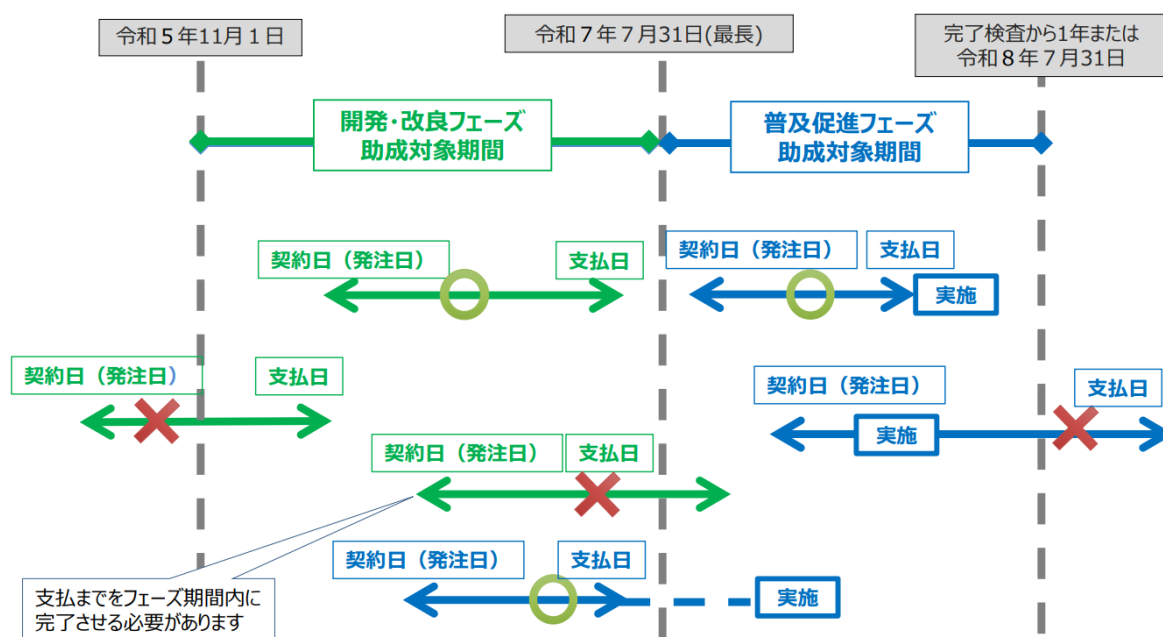 令和５年11月１日
令和７年７月31日(最長)
完了検査から1年または
令和８年７月31日
開発・改良フェーズ
助成対象期間
普及促進フェーズ
助成対象期間
契約日（発注日）
支払日
契約日（発注日）
支払日
実施
契約日（発注日）
支払日
契約日（発注日）
支払日
実施
契約日（発注日）
支払日
契約日（発注日）
支払日
実施
支払までをフェーズ期間内に
完了させる必要があります